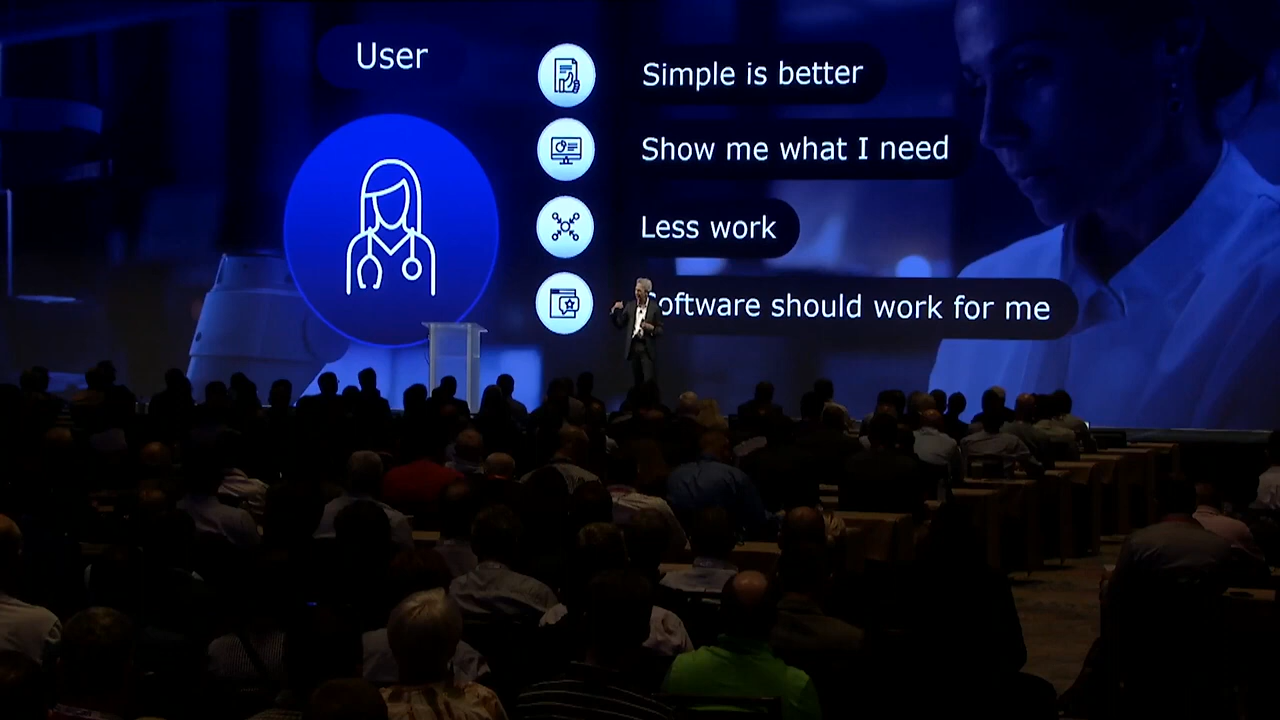 User
Simple is better
Show me what I need
Less work
Software should work for me